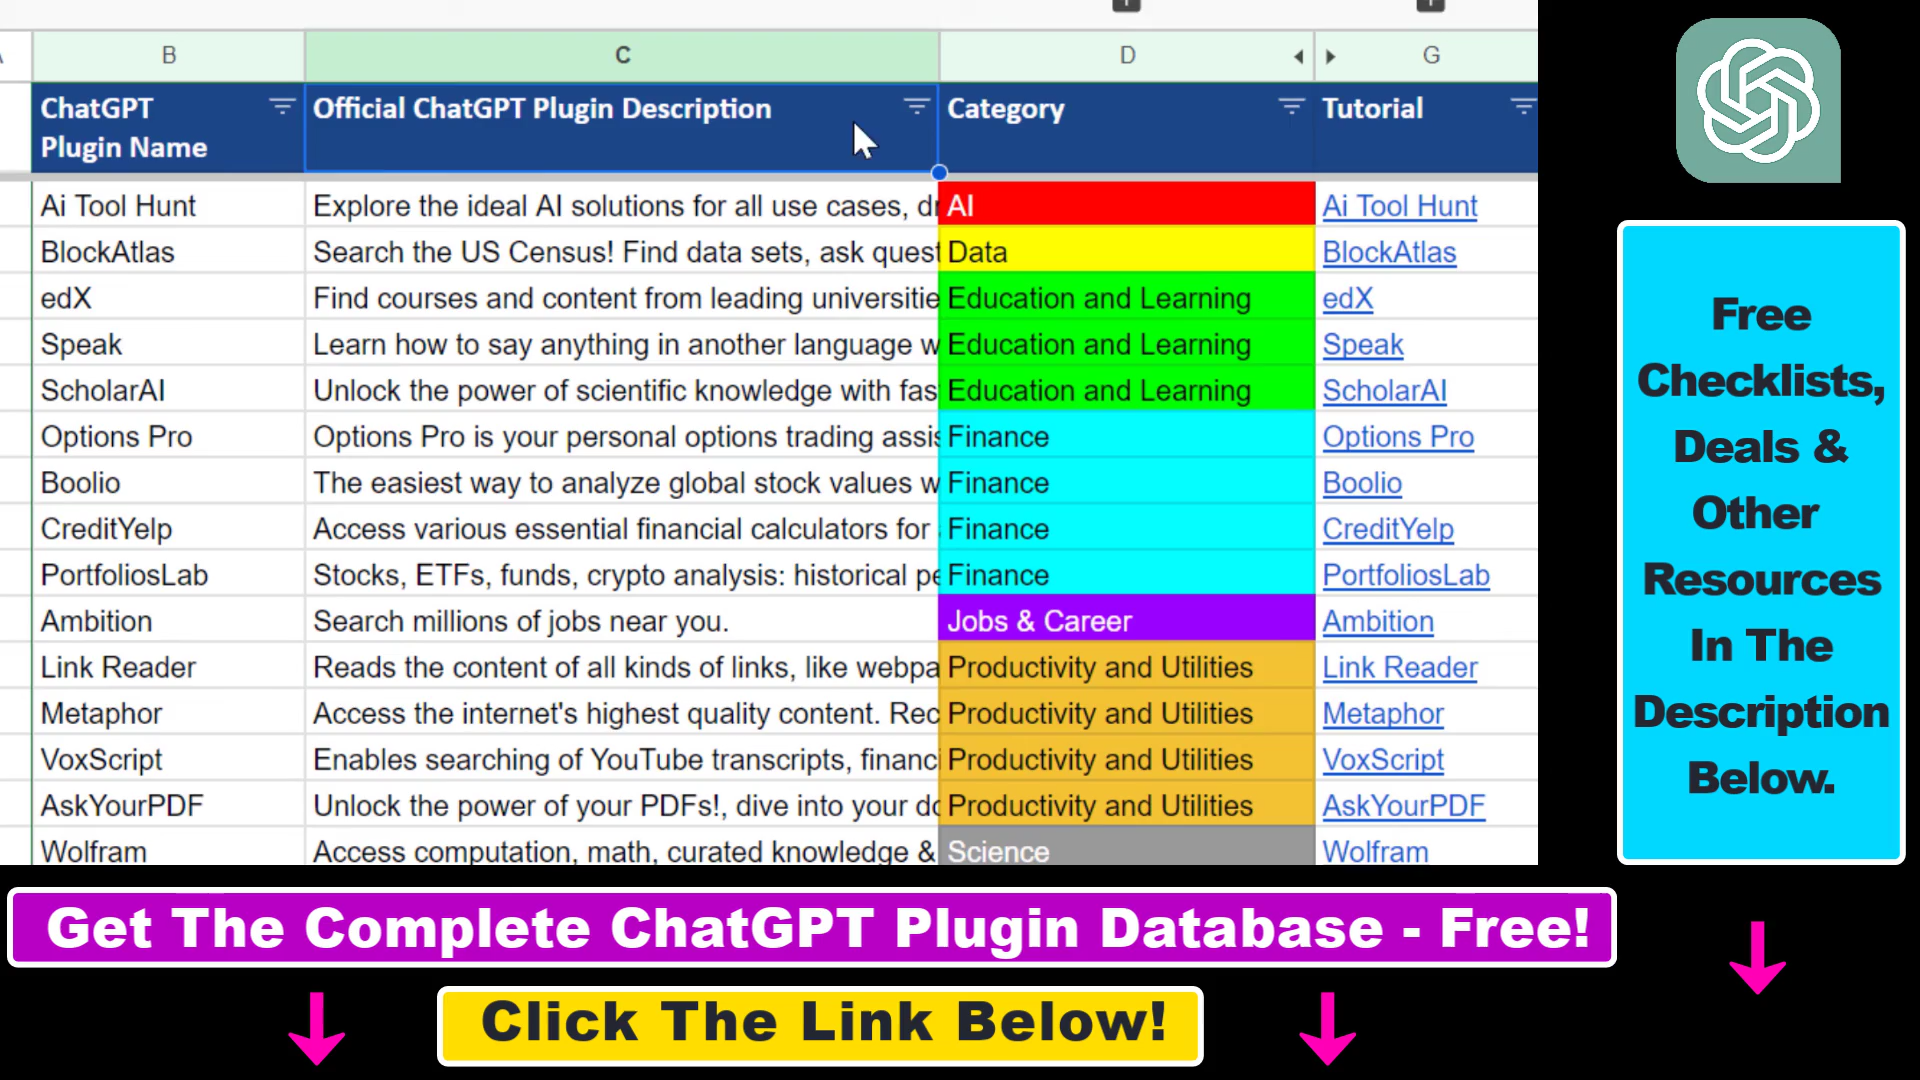 B C D G
ChatGPT Plugin Name Official ChatGPT Plugin Description Category Tutorial
Ai Tool Hunt Explore the ideal AI solutions for all use cases, AI Ai Tool Hunt
BlockAtlas Search the US Census! Find data sets, ask Data BlockAtlas
edX Find courses and content from leading Education and Learning edX
Speak Learn how to say anything in another language Education and Learning Speak
ScholarAI Unlock the power of scientific knowledge with Education and Learning ScholarAI
Options Pro Options Pro is your personal options trading Finance Options Pro
Boolio The easiest way to analyze global stock values Finance Boolio
CreditYelp Access various essential financial calculators for Finance CreditYelp
PortfoliosLab Stocks, ETFs, funds, crypto analysis: historical Finance PortfoliosLab
Ambition Search millions of jobs near you. Jobs & Career Ambition
Link Reader Reads the content of all kinds of links, like Productivity and Utilities Link Reader
Metaphor Access the internet's highest quality content. Productivity and Utilities Metaphor
VoxScript Enables searching of YouTube transcripts, Productivity and Utilities VoxScript
AskYourPDF Unlock the power of your PDFs!, dive into your Productivity and Utilities AskYourPDF
Wolfram Access computation, math, curated knowledge & Science Wolfram
Free
Checklists,
Deals &
Other
Resources
In The
Description
Below.
Get The Complete ChatGPT Plugin Database - Free!
Click The Link Below!